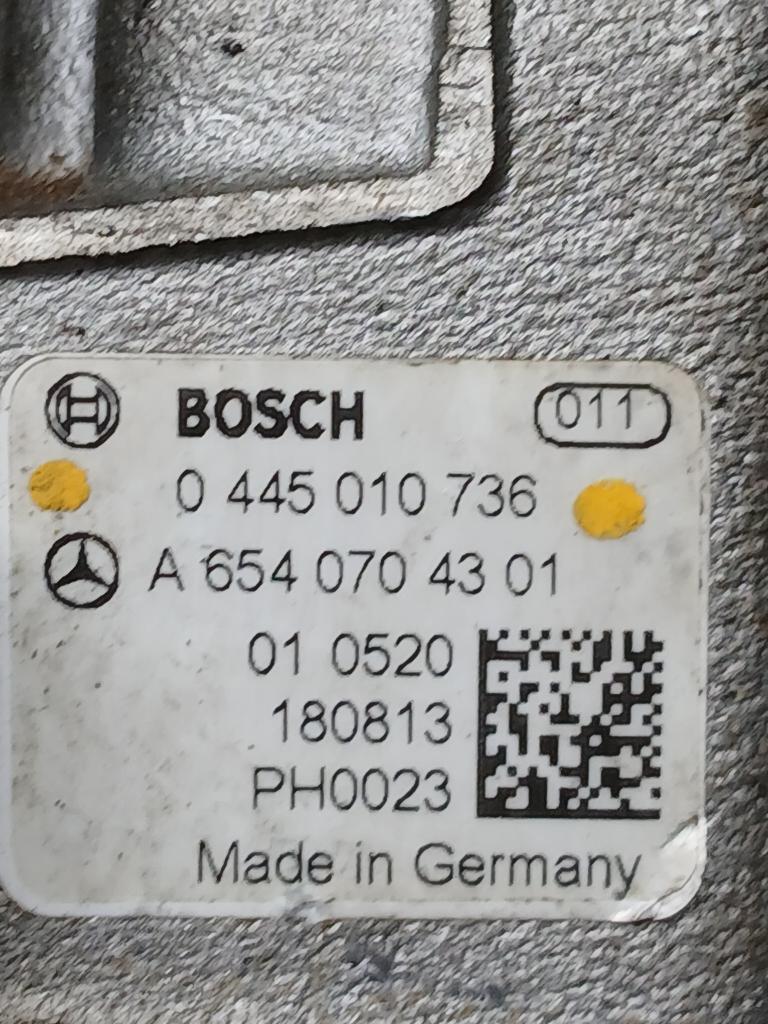 BOSCH 011
0 445 010 736
A 654 070 43 01
01 0520
180813
PH0023
Made in Germany